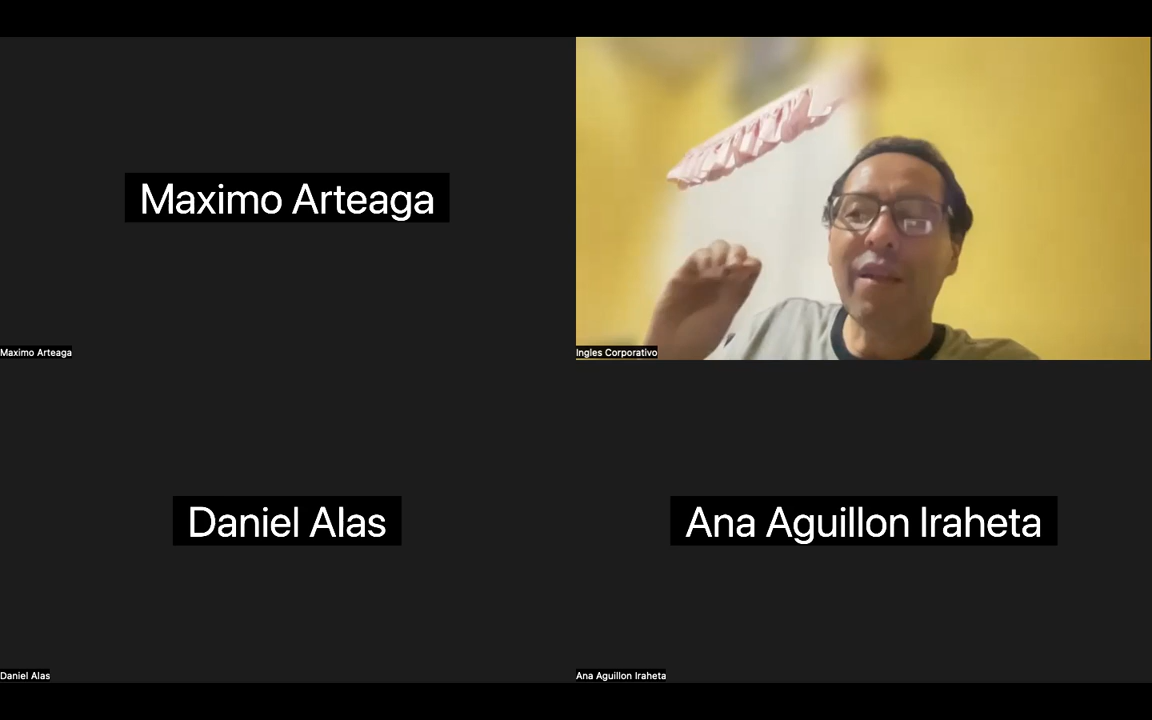 Maximo Arteaga
Maximo Arteaga
Ingles Corporativo
Daniel Alas
Ana Aguillon Iraheta
Daniel Alas
Ana Aguillon Iraheta